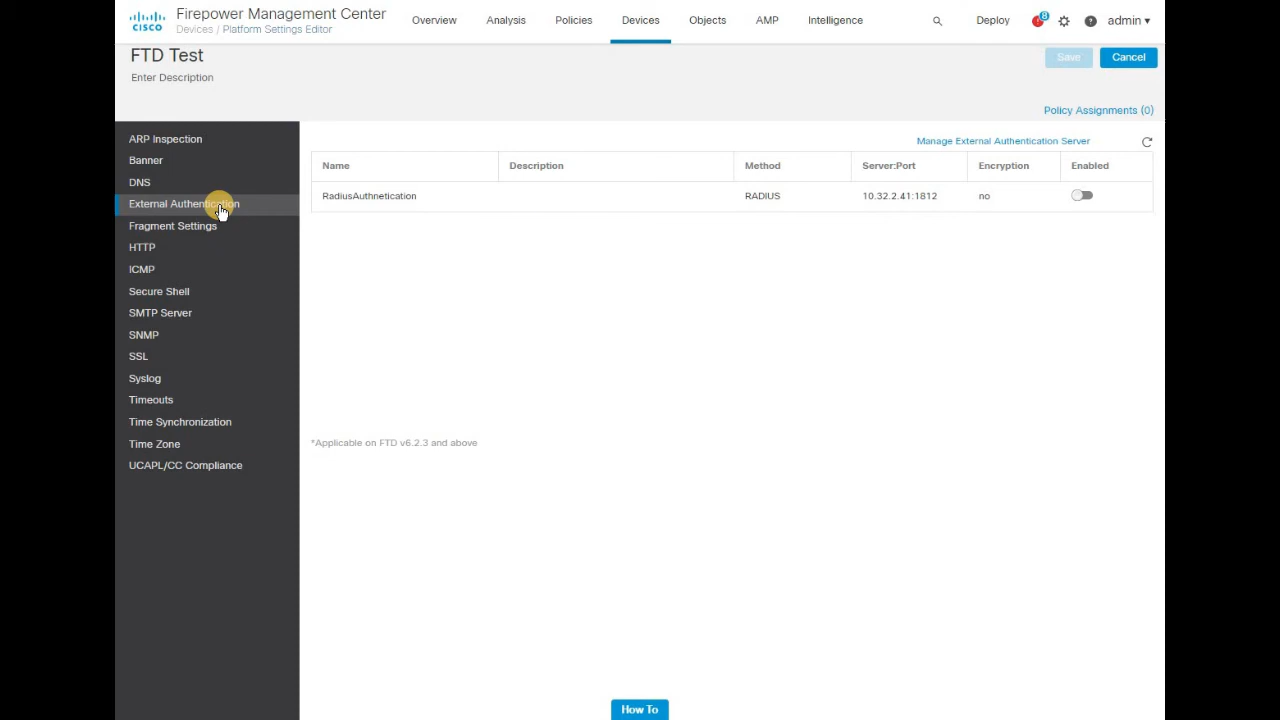 cisco
Firepower Management Center
Devices / Platform Settings Editor
Overview
Analysis
Policies
Devices
Objects
AMP
Intelligence
Deploy
8
?
admin
FTD Test
Enter Description
Save
Cancel
Policy Assignments (0)
ARP Inspection
Banner
DNS
External Authentication
Fragment Settings
HTTP
ICMP
Secure Shell
SMTP Server
SNMP
SSL
Syslog
Timeouts
Time Synchronization
Time Zone
UCAPL/CC Compliance
Manage External Authentication Server
Name Description Method Server:Port Encryption Enabled
RadiusAuthnetication RADIUS 10.32.2.41:1812 no
*Applicable on FTD v6.2.3 and above
How To